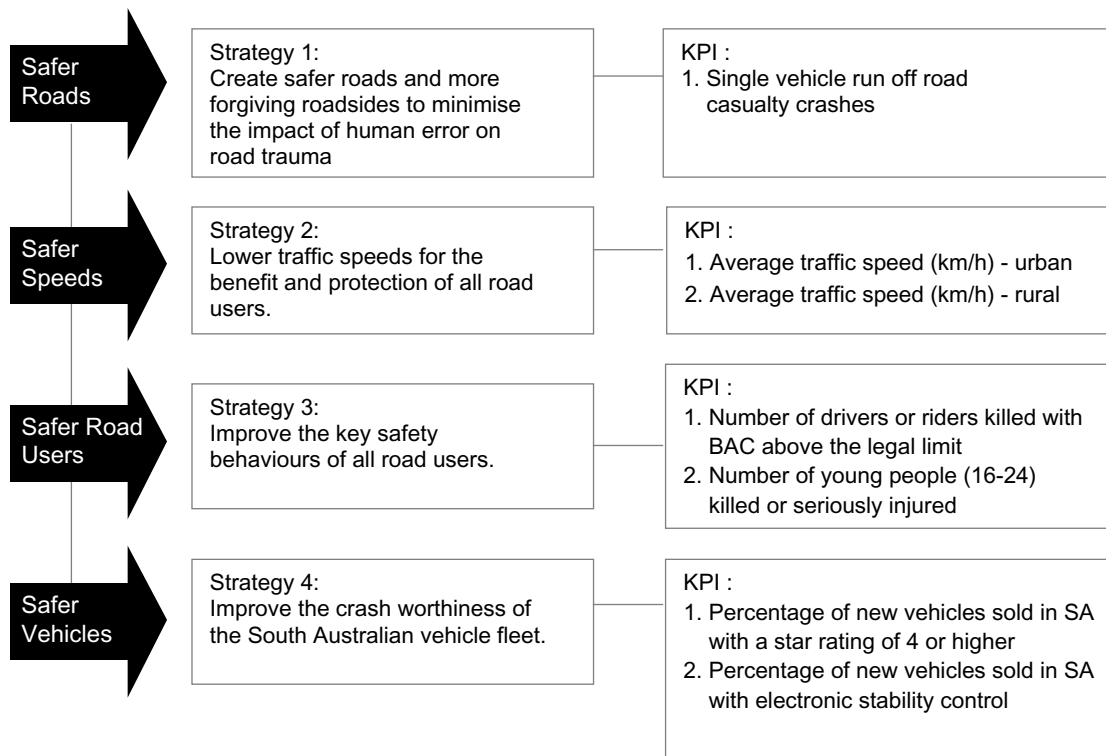 Safer
Roads
Strategy 1:
Create safer roads and more
forgiving roadsides to minimise
the impact of human error on
road trauma
KPI :
1. Single vehicle run off road
casualty crashes
Safer
Speeds
Strategy 2:
Lower traffic speeds for the
benefit and protection of all road
users.
KPI :
1. Average traffic speed (km/h) - urban
2. Average traffic speed (km/h) - rural
Safer Road
Users
Strategy 3:
Improve the key safety
behaviours of all road users.
KPI :
1. Number of drivers or riders killed with
BAC above the legal limit
2. Number of young people (16-24)
killed or seriously injured
Safer
Vehicles
Strategy 4:
Improve the crash worthiness of
the South Australian vehicle fleet.
KPI :
1. Percentage of new vehicles sold in SA
with a star rating of 4 or higher
2. Percentage of new vehicles sold in SA
with electronic stability control